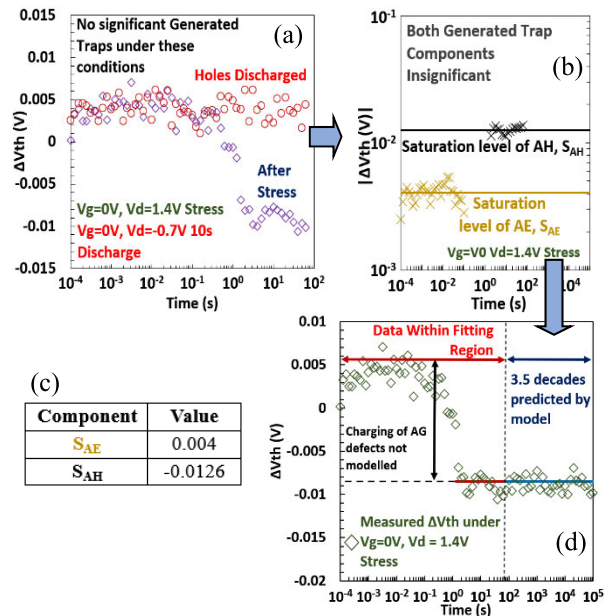 (a)
0.015
0.01
0.005
0
-0.005
-0.01
-0.015
ΔVth (V)
No significant Generated
Traps under these
conditions
Holes Discharged
After
Stress
Vg=0V, Vd=1.4V Stress
Vg=0V, Vd=-0.7V 10s
Discharge
10⁻⁴ 10⁻³ 10⁻² 10⁻¹ 10⁰ 10¹ 10²
Time (s)
(b)
10⁻¹
10⁻²
10⁻³
|ΔVth (V)|
Both Generated Trap
Components
Insignificant
Saturation level of AH, S_AH
Saturation
level of AE, S_AE
Vg=V0 Vd=1.4V Stress
10⁻⁴ 10⁻³ 10⁻² 10⁻¹ 10⁰ 10¹ 10² 10³ 10⁴
Time (s)
(c)
Component Value
S_AE 0.004
S_AH -0.0126
0.01
0.005
0
-0.005
-0.01
-0.015
-0.02
ΔVth (V)
Data Within Fitting
Region
3.5 decades
predicted by
model
Charging of AG
defects not
modelled
Measured ΔVth under
Vg=0V, Vd = 1.4V
Stress
(d)
10⁻⁴ 10⁻³ 10⁻² 10⁻¹ 10⁰ 10¹ 10² 10³ 10⁴ 10⁵
Time (s)